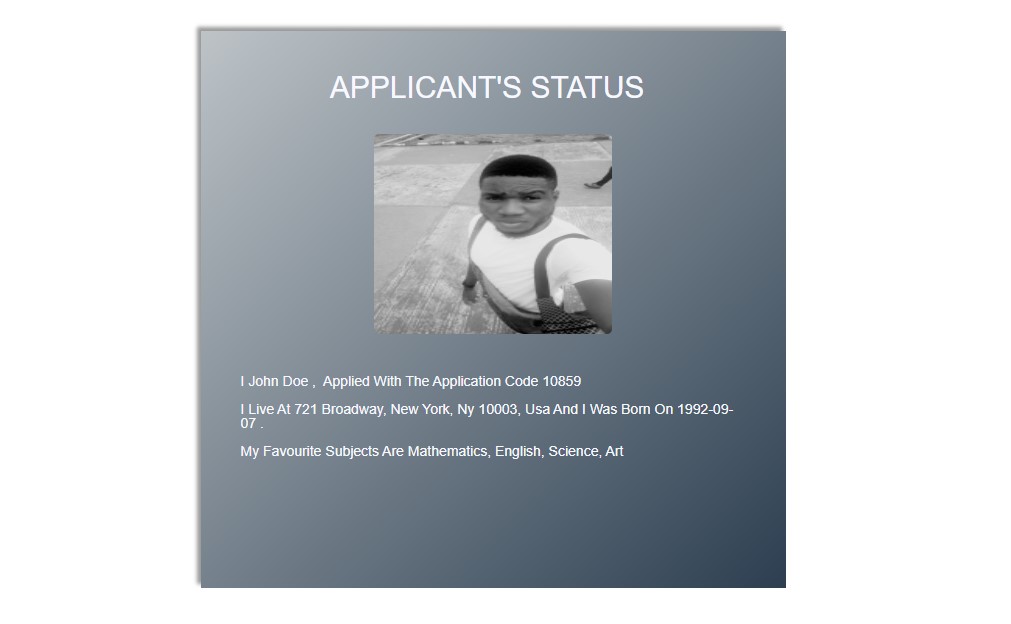 APPLICANT'S STATUS
I John Doe ,  Applied With The Application Code 10859
I Live At 721 Broadway, New York, Ny 10003, Usa And I Was Born On 1992-09-
07 .
My Favourite Subjects Are Mathematics, English, Science, Art